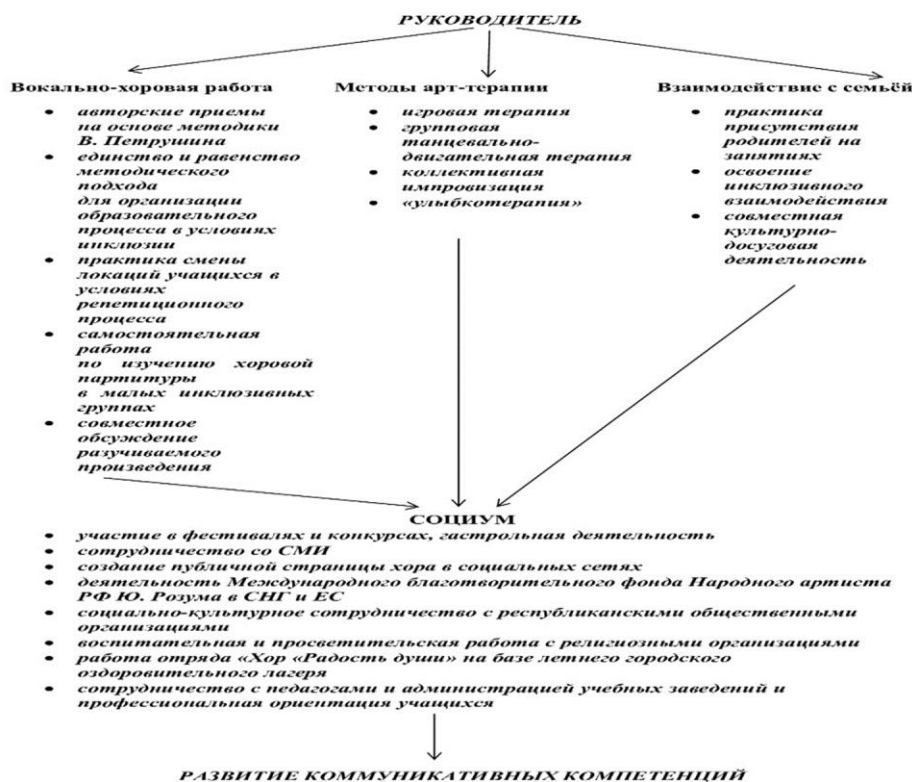 РУКОВОДИТЕЛЬ
Вокально-хоровая работа
• авторские приемы
на основе методики
В. Петрушина
• единство и равенство
методического
подхода
для организации
образовательного
процесса в условиях
инклюзии
• практика смены
локаций учащихся в
условиях
репетиционного
процесса
• самостоятельная
работа
по изучению хоровой
партитуры
в малых инклюзивных
группах
• совместное
обсуждение
разучиваемого
произведения
Методы арт-терапии
• игровая терапия
• групповая
танцевально-
двигательная терапия
• коллективная
импровизация
• «улыбкотерапия»
Взаимодействие с семьёй
• практика
присутствия
родителей на
занятиях
• освоение
инклюзивного
взаимодействия
• совместная
культурно-
досуговая
деятельность
СОЦИУМ
• участие в фестивалях и конкурсах, гастрольная деятельность
• сотрудничество со СМИ
• создание публичной страницы хора в социальных сетях
• деятельность Международного благотворительного фонда Народного артиста
РФ Ю. Розума в СНГ и ЕС
• социально-культурное сотрудничество с республиканскими общественными
организациями
• воспитательная и просветительская работа с религиозными организациями
• работа отряда «Хор «Радость души» на базе летнего городского
оздоровительного лагеря
• сотрудничество с педагогами и администрацией учебных заведений и
профессиональная ориентация учащихся
РАЗВИТИЕ КОММУНИКАТИВНЫХ КОМПЕТЕНЦИЙ